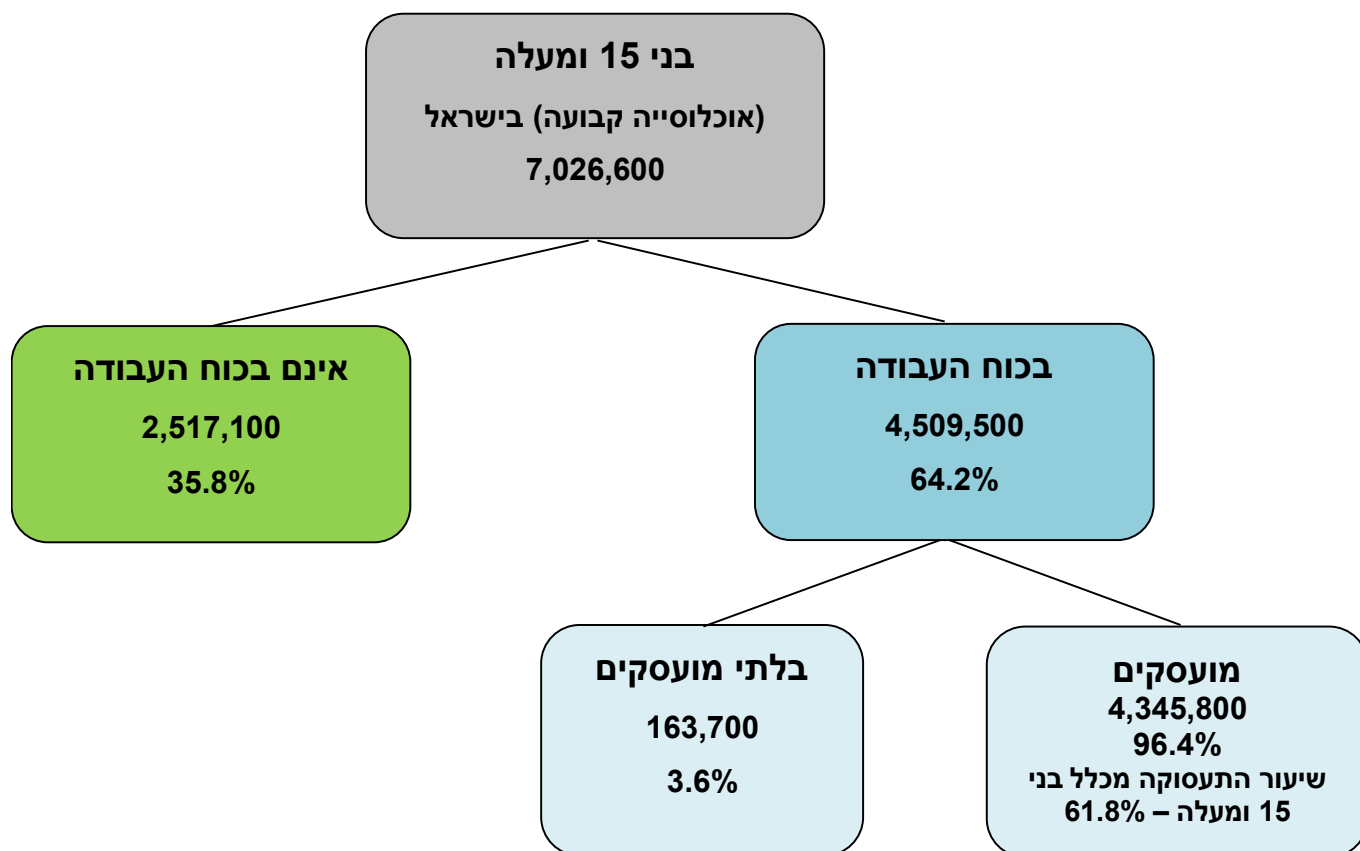 בני 15 ומעלה
(אוכלוסייה קבועה) בישראל
7,026,600
בכוח העבודה
4,509,500
64.2%
אינם בכוח העבודה
2,517,100
35.8%
מועסקים
4,345,800
96.4%
שיעור התעסוקה מכלל בני
15 ומעלה – 61.8%
בלתי מועסקים
163,700
3.6%